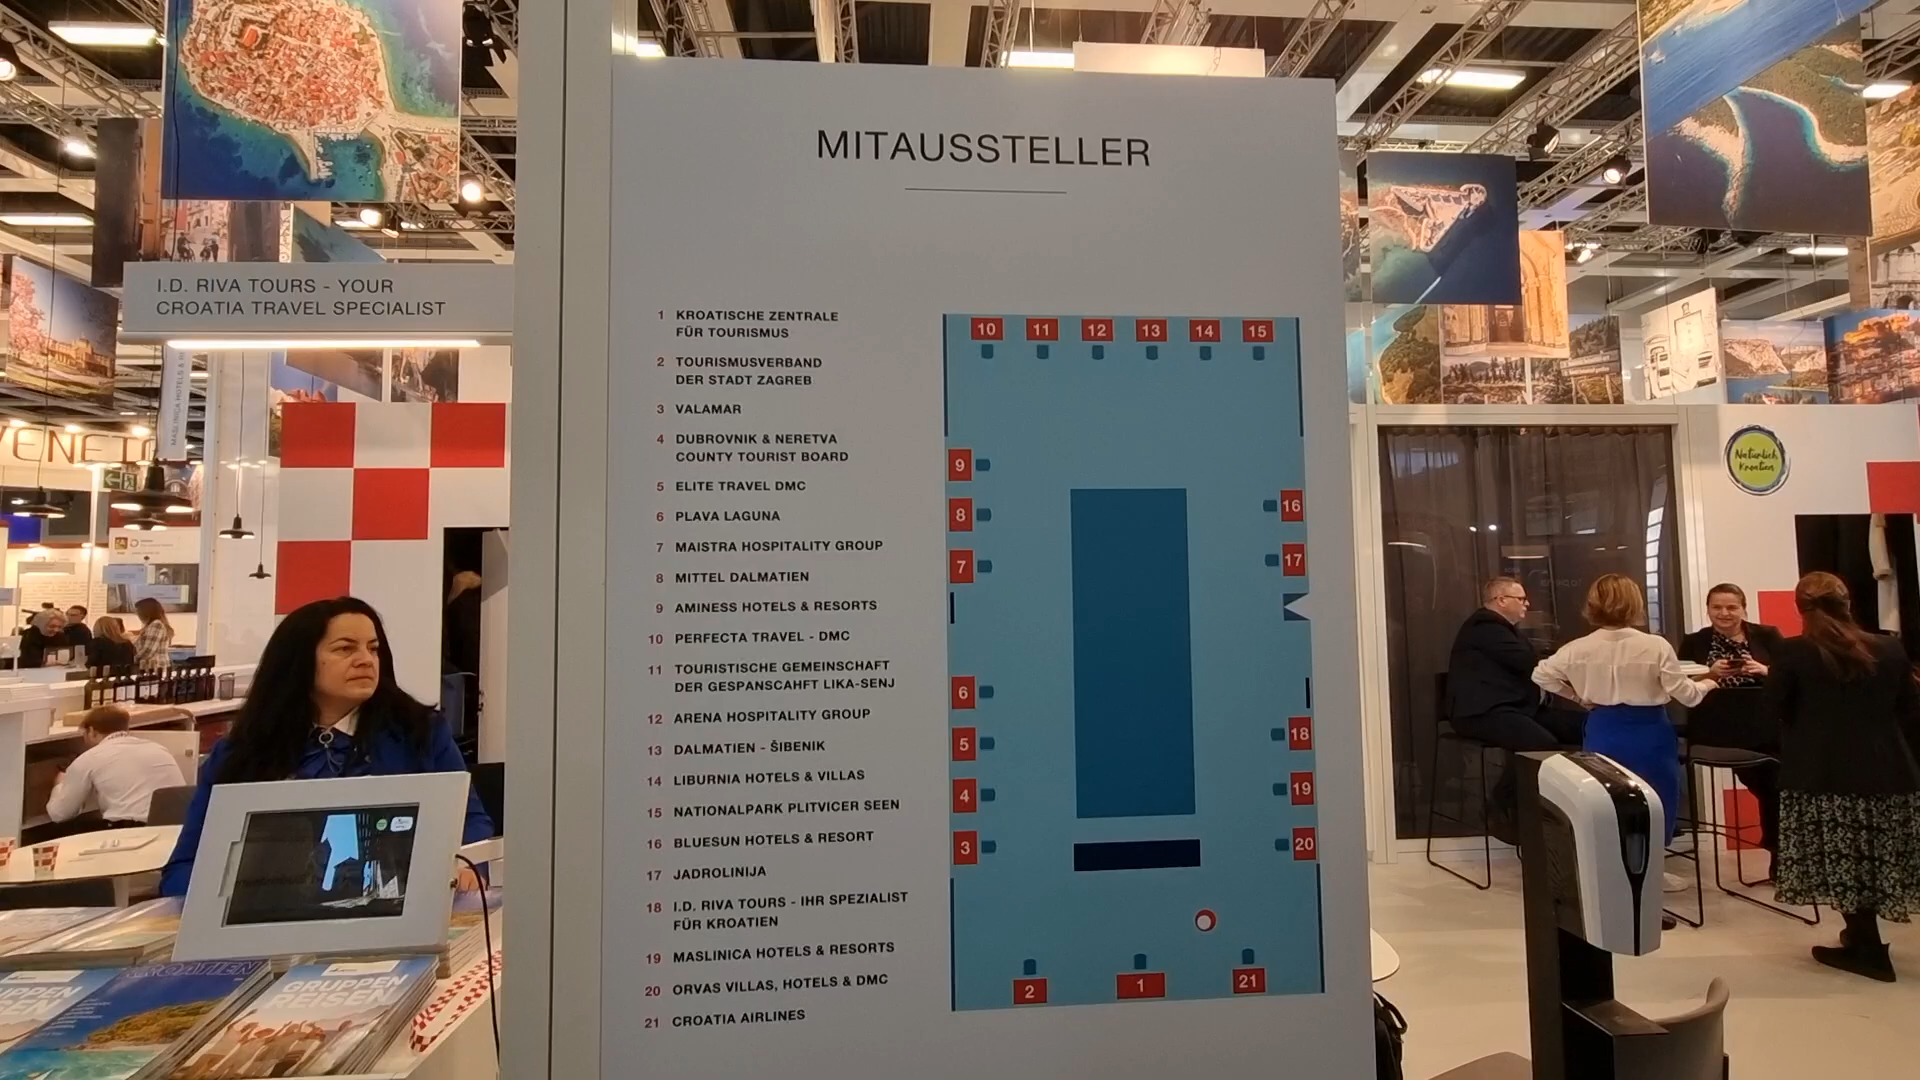 MITAUSSTELLER
I.D. RIVA TOURS - YOUR
CROATIA TRAVEL SPECIALIST
1 KROATISCHE ZENTRALE
FÜR TOURISMUS
2 TOURISMUSVERBAND
DER STADT ZAGREB
3 VALAMAR
4 DUBROVNIK & NERETVA
COUNTY TOURIST BOARD
5 ELITE TRAVEL DMC
6 PLAVA LAGUNA
7 MAISTRA HOSPITALITY GROUP
8 MITTEL DALMATIEN
9 AMINESS HOTELS & RESORTS
10 PERFECTA TRAVEL - DMC
11 TOURISTISCHE GEMEINSCHAFT
DER GESPANSCAHFT LIKA-SENJ
12 ARENA HOSPITALITY GROUP
13 DALMATIEN - ŠIBENIK
14 LIBURNIA HOTELS & VILLAS
15 NATIONALPARK PLITVICER SEEN
16 BLUESUN HOTELS & RESORT
17 JADROLINIJA
18 I.D. RIVA TOURS - IHR SPEZIALIST
FÜR KROATIEN
19 MASLINICA HOTELS & RESORTS
20 ORVAS VILLAS, HOTELS & DMC
21 CROATIA AIRLINES
10 11 12 13 14 15
9
8 16
7 17
6
5 18
4 19
3 20
2 1 21
Natürlich
Kroatien
VENETO
MASLINICA HOTELS &
KROATIEN
GRUPPEN
REISEN